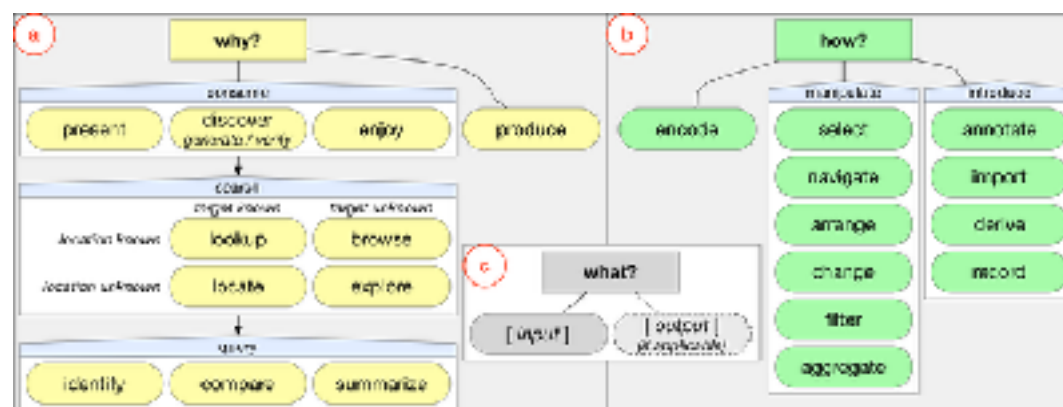 a
why?
consume
present
discover
generate / verify
enjoy
produce
search
target known
target unknown
location known
lookup
browse
location unknown
locate
explore
query
identify
compare
summarize
b
how?
encode
manipulate
select
navigate
arrange
change
filter
aggregate
introduce
annotate
import
derive
record
c
what?
[ input ]
[ output ]
(if applicable)